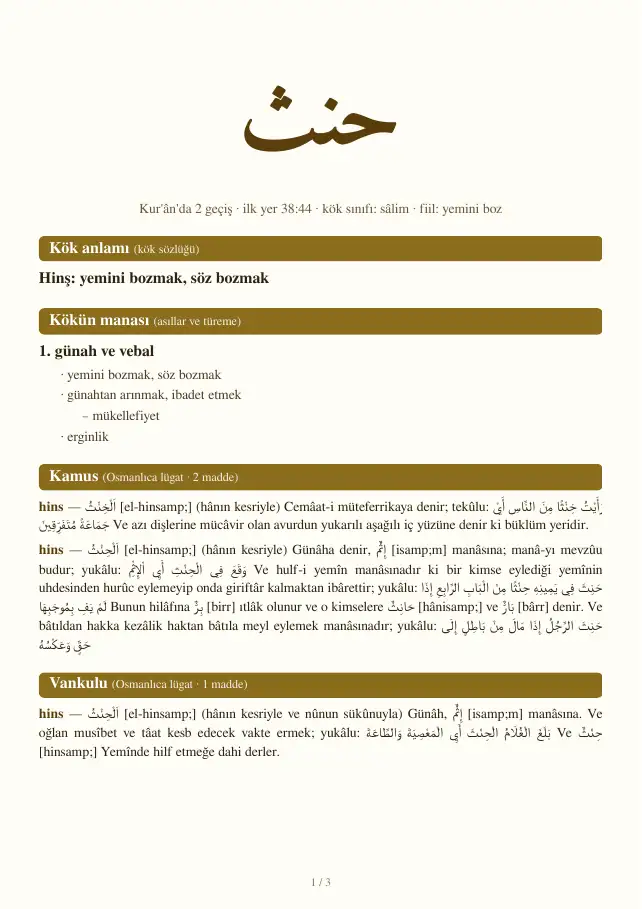 حنث
Kur'ân'da 2 geçiş · ilk yer 38:44 · kök sınıfı: sâlim · fiil: yemini boz
Kök anlamı (kök sözlüğü)
Hinş: yemini bozmak, söz bozmak
Kökün manası (asıllar ve türeme)
1. günah ve vebal
· yemini bozmak, söz bozmak
· günahtan arınmak, ibadet etmek
– mükellefiyet
· erginlik
Kamus (Osmanlıca lügat · 2 madde)
hins — اَلْخِنْثُ [el-hinsamp;] (hânın kesriyle) Cemâat-i müteferrikaya denir; tekûlu: رَأَيْتُ خِنْثًا مِنَ النَّاسِ أَيْ
جَمَاعَةً مُتَفَرِّقِينَ Ve azı dişlerine mücâvir olan avurdun yukarılı aşağılı iç yüzüne denir ki büklüm yeridir.
hins — اَلْحِنْثُ [el-hinsamp;] (hânın kesriyle) Günâha denir, إِثْمٌ [isamp;m] manâsına; manâ-yı mevzûu
budur; yukâlu: وَقَعَ فِي الْحِنْثِ أَيِ الْإِثْمِ Ve hulf-i yemîn manâsınadır ki bir kimse eylediği yemînin
uhdesinden hurûc eylemeyip onda giriftâr kalmaktan ibârettir; yukâlu: حَنِثَ فِي يَمِينِهِ حِنْثًا مِنَ الْبَابِ الرَّابِعِ إِذَا
لَمْ يَفِ بِمُوجَبِهَا Bunun hilâfına بِرٌّ [birr] ıtlâk olunur ve o kimselere حَانِثٌ [hânisamp;] ve بَارٌّ [bârr] denir. Ve
bâtıldan hakka kezâlik haktan bâtıla meyl eylemek manâsınadır; yukâlu: حَنِثَ الرَّجُلُ إِذَا مَالَ مِنْ بَاطِلٍ إِلَى
حَقٍّ وَعَكْسُهُ
Vankulu (Osmanlıca lügat · 1 madde)
hins — اَلْحِنْثُ [el-hinsamp;] (hânın kesriyle ve nûnun sükûnuyla) Günâh, إِثْمٌ [isamp;m] manâsına. Ve
oğlan musîbet ve tâat kesb edecek vakte ermek; yukâlu: بَلَغَ الْغُلَامُ الْحِنْثَ أَيِ الْمَعْصِيَةَ وَالطَّاعَةَ Ve حِنْثٌ
[hinsamp;] Yemînde hilf etmeğe dahi derler.
1 / 3